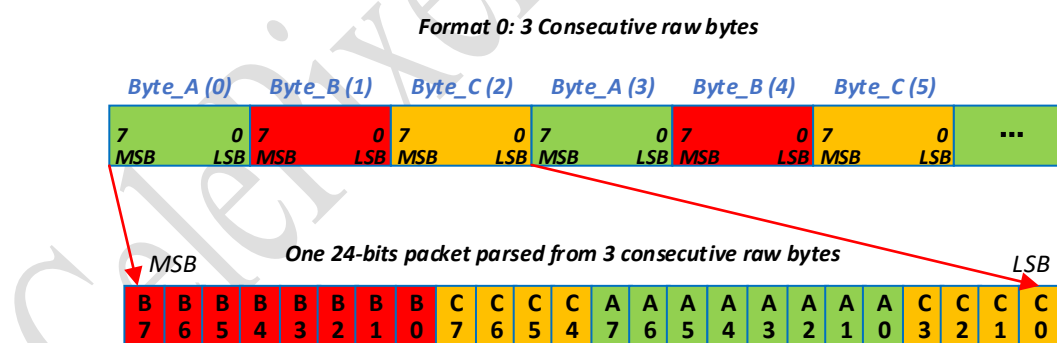 Format 0: 3 Consecutive raw bytes
Byte_A (0) Byte_B (1) Byte_C (2) Byte_A (3) Byte_B (4) Byte_C (5)
7 0 7 0 7 0 7 0 7 0 7 0 ...
MSB LSB MSB LSB MSB LSB MSB LSB MSB LSB MSB LSB
One 24-bits packet parsed from 3 consecutive raw bytes
MSB LSB
B B B B B B B B C C C C A A A A A A A A C C C C
7 6 5 4 3 2 1 0 7 6 5 4 7 6 5 4 3 2 1 0 3 2 1 0
CelePixel